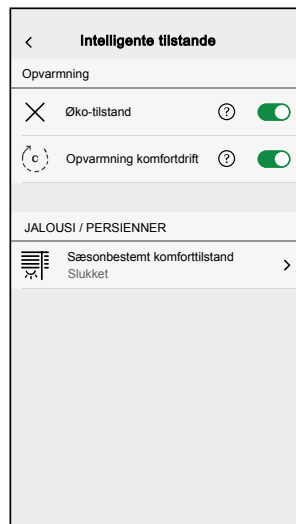 Intelligente tilstande
Opvarmning
Øko-tilstand ?
c Opvarmning komfortdrift ?
JALOUSI / PERSIENNER
Sæsonbestemt komforttilstand
Slukket